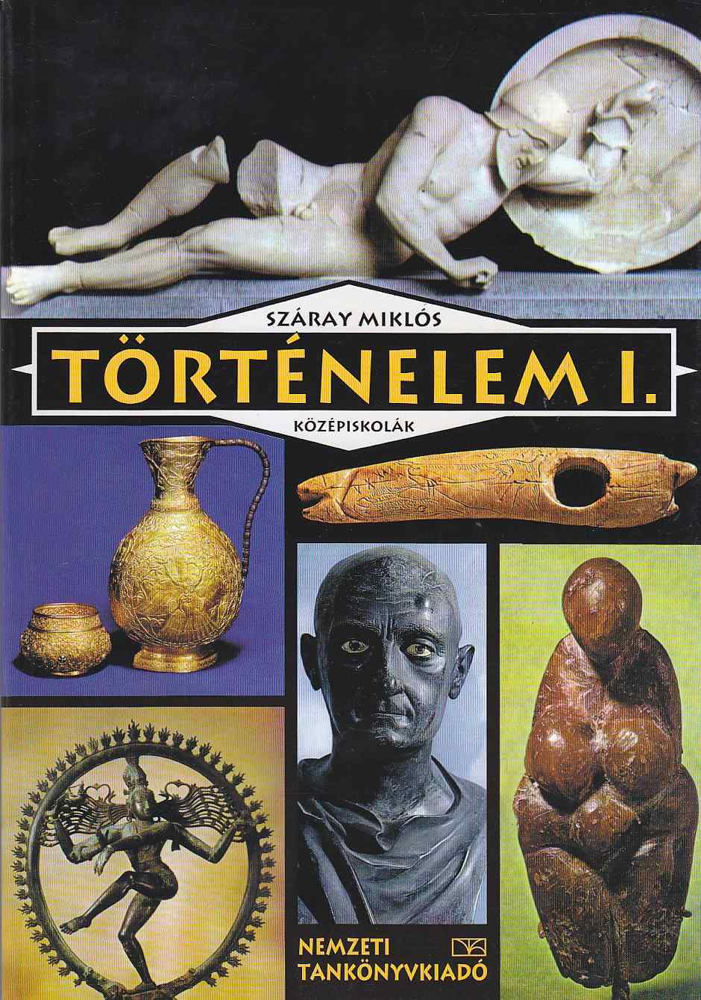 SZÁRAY MIKLÓS
TÖRTÉNELEM I.
KÖZÉPISKOLÁK
NEMZETI
TANKÖNYVKIADÓ